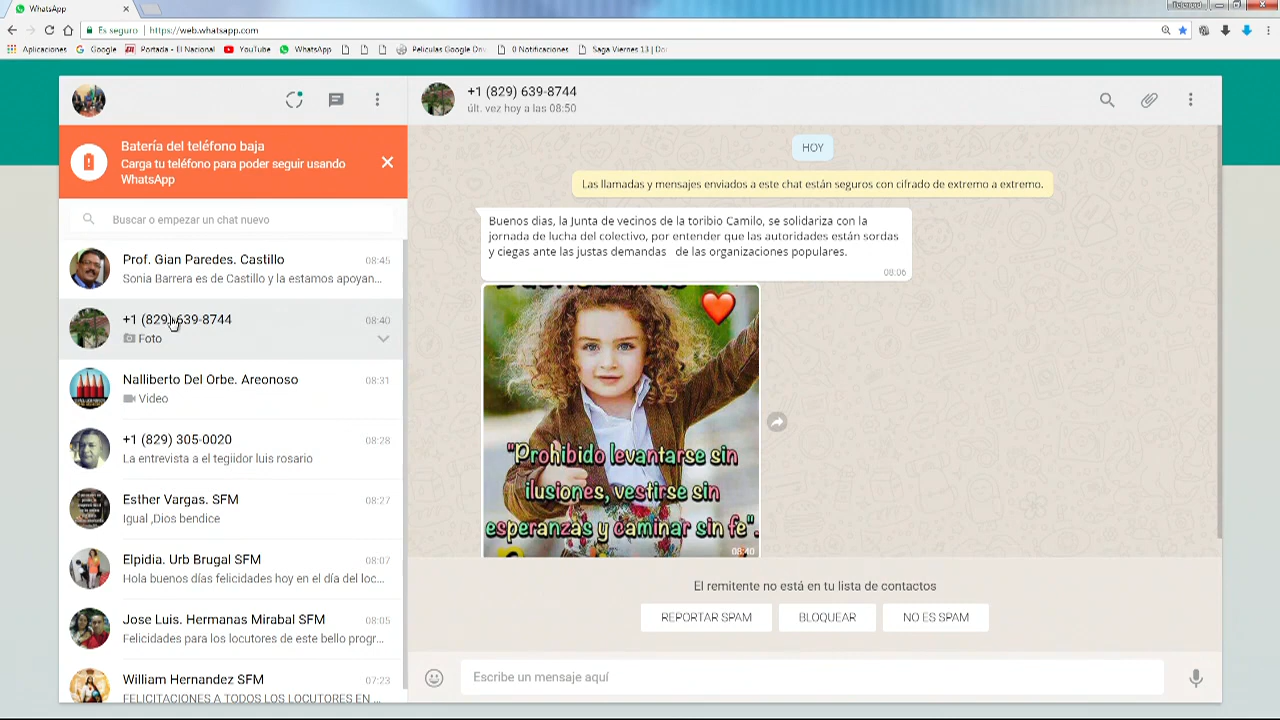 WhatsApp
Es seguro | https://web.whatsapp.com
Aplicaciones Google Portada - El Nacional YouTube WhatsApp Peliculas Google Dri 0 Notificaciones Saga Viernes 13 | Do
+1 (829) 639-8744
últ. vez hoy a las 08:50
Batería del teléfono baja
Carga tu teléfono para poder seguir usando
WhatsApp
Buscar o empezar un chat nuevo
Prof. Gian Paredes. Castillo 08:45
Sonia Barrera es de Castillo y la estamos apoyan...
+1 (829) 639-8744 08:40
Foto
Nalliberto Del Orbe. Areonoso 08:31
Video
+1 (829) 305-0020 08:28
La entrevista a el tegiidor luis rosario
Esther Vargas. SFM 08:27
Igual ,Dios bendice
Elpidia. Urb Brugal SFM 08:07
Hola buenos días felicidades hoy en el día del loc...
Jose Luis. Hermanas Mirabal SFM 08:05
Felicidades para los locutores de este bello progr...
William Hernandez SFM 07:23
FELICITACIONES A TODOS LOS LOCUTORES EN ...
HOY
Las llamadas y mensajes enviados a este chat están seguros con cifrado de extremo a extremo.
Buenos dias, la Junta de vecinos de la toribio Camilo, se solidariza con la
jornada de lucha del colectivo, por entender que las autoridades están sordas
y ciegas ante las justas demandas de las organizaciones populares.
08:06
"Prohibido levantarse sin
ilusiones, vestirse sin
esperanzas y caminar sin fe".
08:40
El remitente no está en tu lista de contactos
REPORTAR SPAM BLOQUEAR NO ES SPAM
Escribe un mensaje aquí